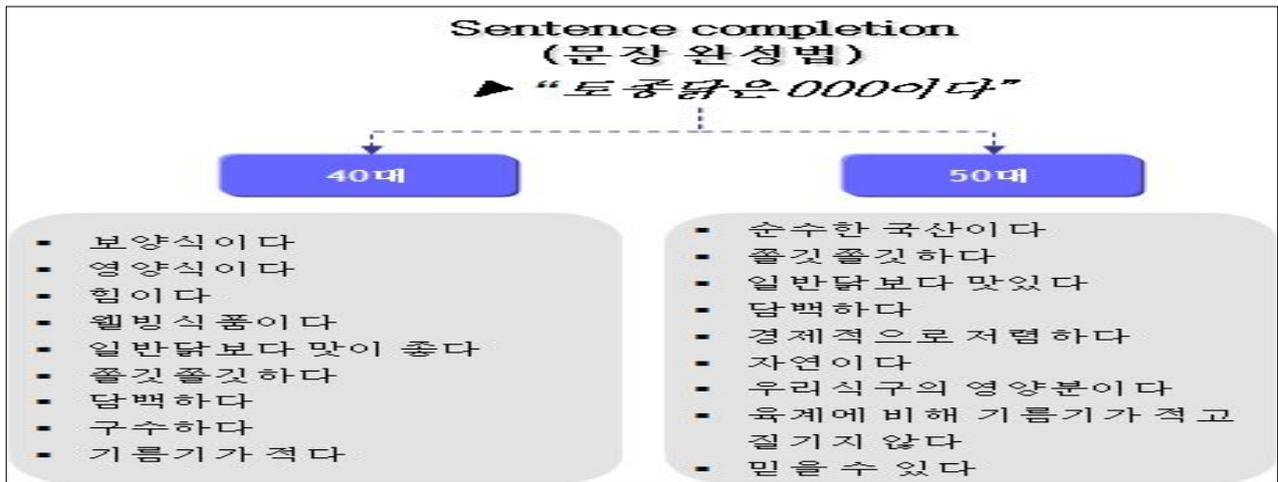 Sentence completion
(문장 완성법)
▶ “토종닭은 000이다”
40대
▪ 보양식이다
▪ 영양식이다
▪ 힘이다
▪ 웰빙식품이다
▪ 일반닭보다 맛이 좋다
▪ 쫄깃쫄깃하다
▪ 담백하다
▪ 구수하다
▪ 기름기가 적다
50대
▪ 순수한 국산이다
▪ 쫄깃쫄깃하다
▪ 일반닭보다 맛있다
▪ 담백하다
▪ 경제적으로 저렴하다
▪ 자연이다
▪ 우리식구의 영양분이다
▪ 육계에 비해 기름기가 적고
질기지 않다
▪ 믿을 수 있다